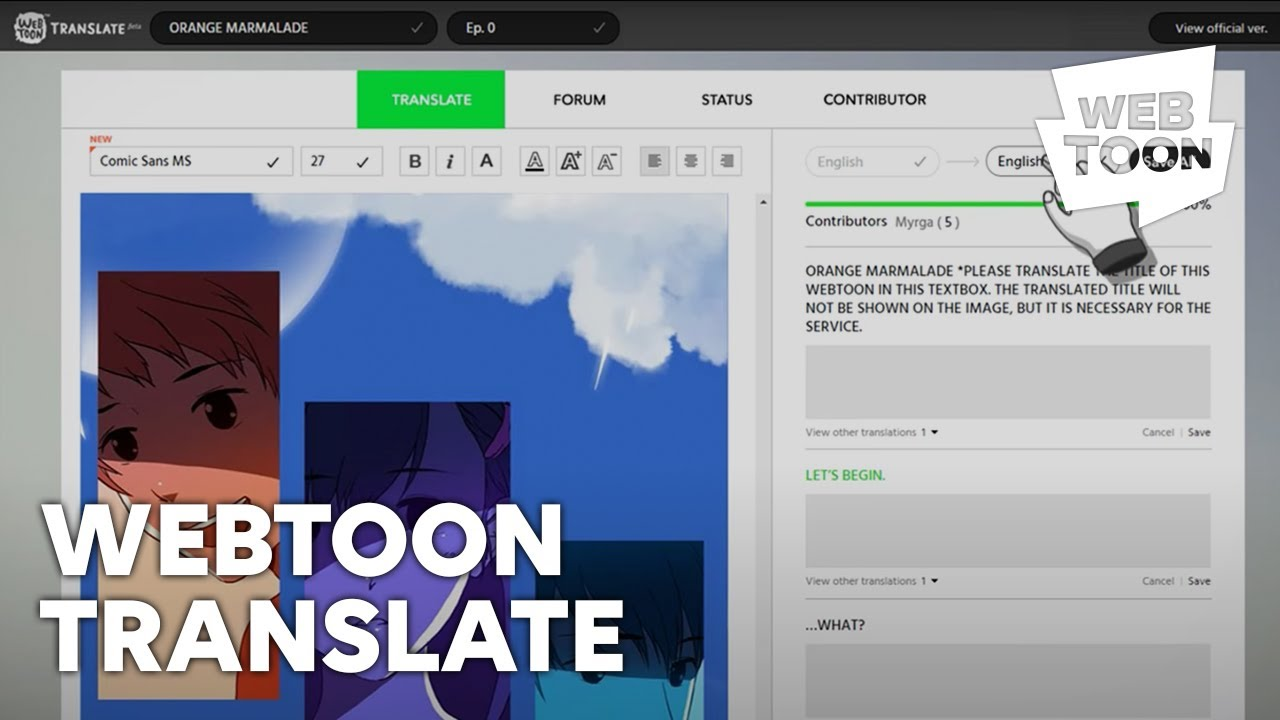 WEB
TOON
TRANSLATE Beta
ORANGE MARMALADE
Ep. 0
View official ver.
WEB
TOON
TRANSLATE
FORUM
STATUS
CONTRIBUTOR
NEW
Comic Sans MS
27
B
i
A
A
A+
A-
English
English
Contributors Myrga ( 5 )
ORANGE MARMALADE *PLEASE TRANSLATE THE TITLE OF THIS
WEBTOON IN THIS TEXTBOX. THE TRANSLATED TITLE WILL
NOT BE SHOWN ON THE IMAGE, BUT IT IS NECESSARY FOR THE
SERVICE.
View other translations 1
Cancel | Save
LET'S BEGIN.
View other translations 1
Cancel | Save
...WHAT?
WEBTOON
TRANSLATE